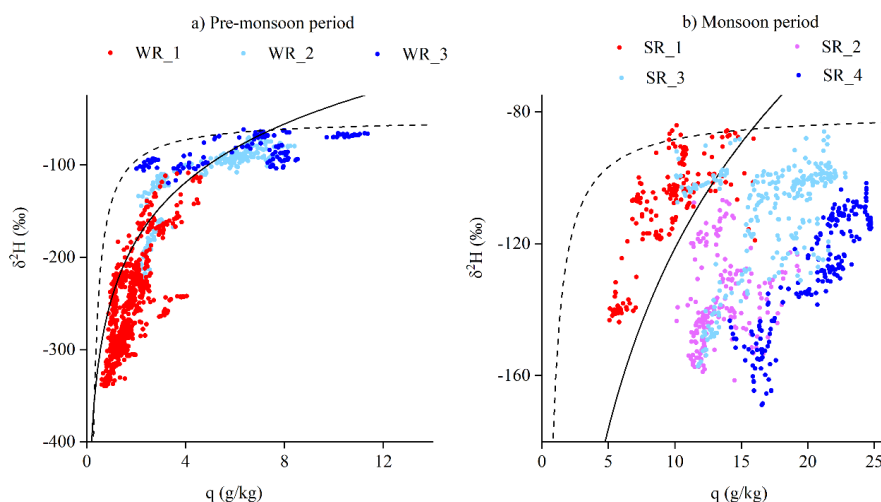 a) Pre-monsoon period
WR_1 WR_2 WR_3
-100
-200
-300
-400
0 4 8 12
δ²H (‰)
q (g/kg)
b) Monsoon period
SR_1 SR_2
SR_3 SR_4
-80
-120
-160
0 5 10 15 20 25
δ²H (‰)
q (g/kg)